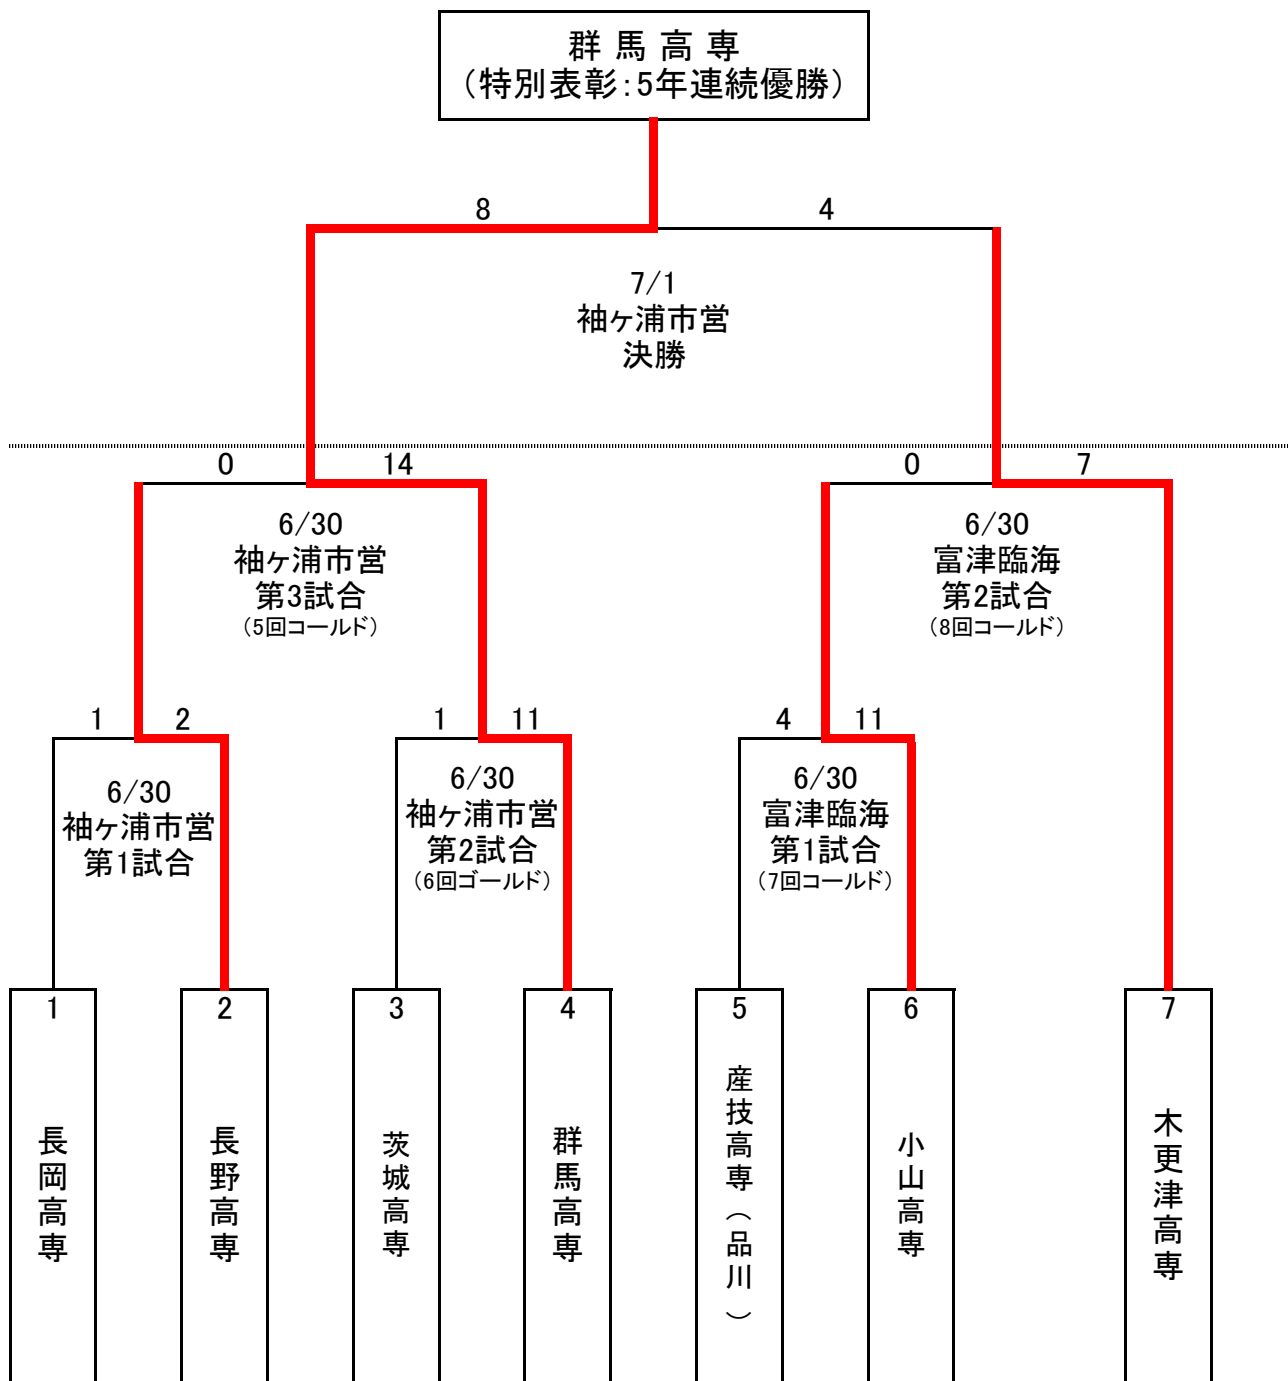 群馬高専
（特別表彰：5年連続優勝）
8
4
7/1
袖ヶ浦市営
決勝
0
14
0
7
6/30
袖ヶ浦市営
第3試合
（5回コールド）
6/30
富津臨海
第2試合
（8回コールド）
1
2
1
11
4
11
6/30
袖ヶ浦市営
第1試合
6/30
袖ヶ浦市営
第2試合
（6回ゴールド）
6/30
富津臨海
第1試合
（7回コールド）
1
2
3
4
5
6
7
長岡高専
長野高専
茨城高専
群馬高専
産技高専（品川）
小山高専
木更津高専